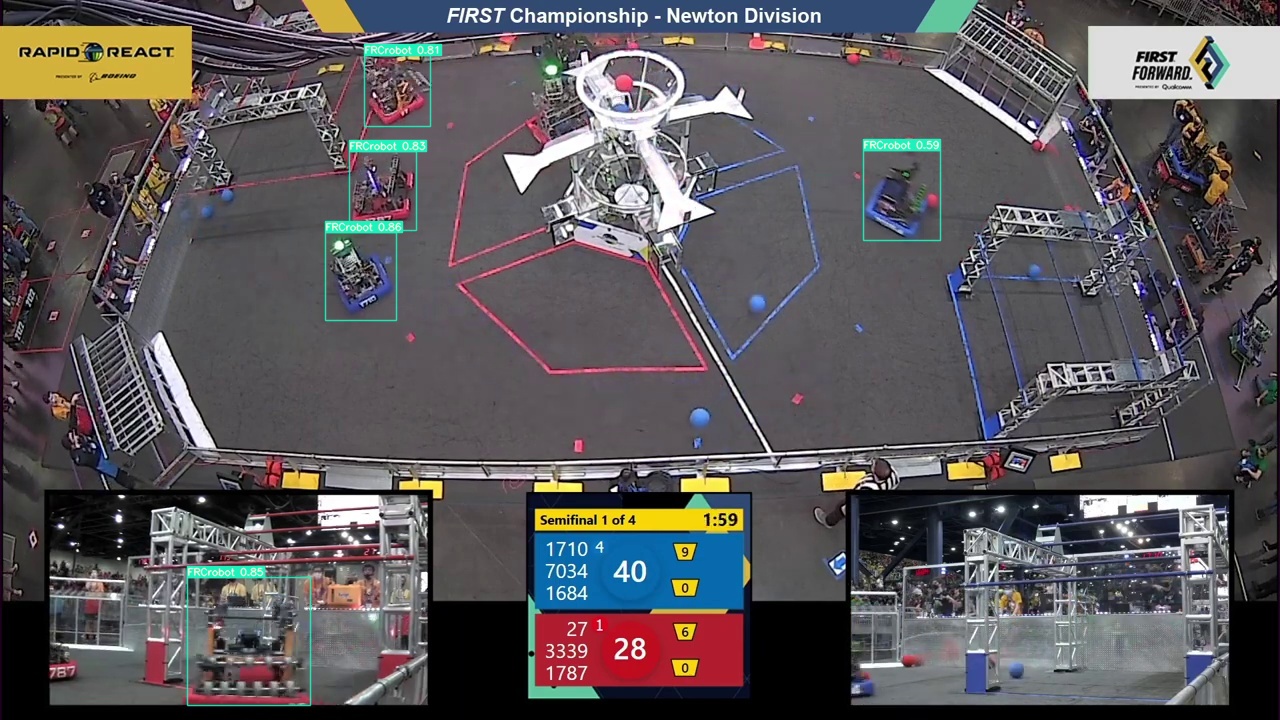 FIRST Championship - Newton Division
RAPID REACT
PRESENTED BY BOEING
FIRST
FORWARD.
PRESENTED BY Qualcomm
FRCrobot 0.81
FRCrobot 0.83
FRCrobot 0.59
FRCrobot 0.86
1710
FRCrobot 0.85
1787
Semifinal 1 of 4 1:59
1710 4 40 9
7034
1684 0
27 1 28 6
3339
1787 0